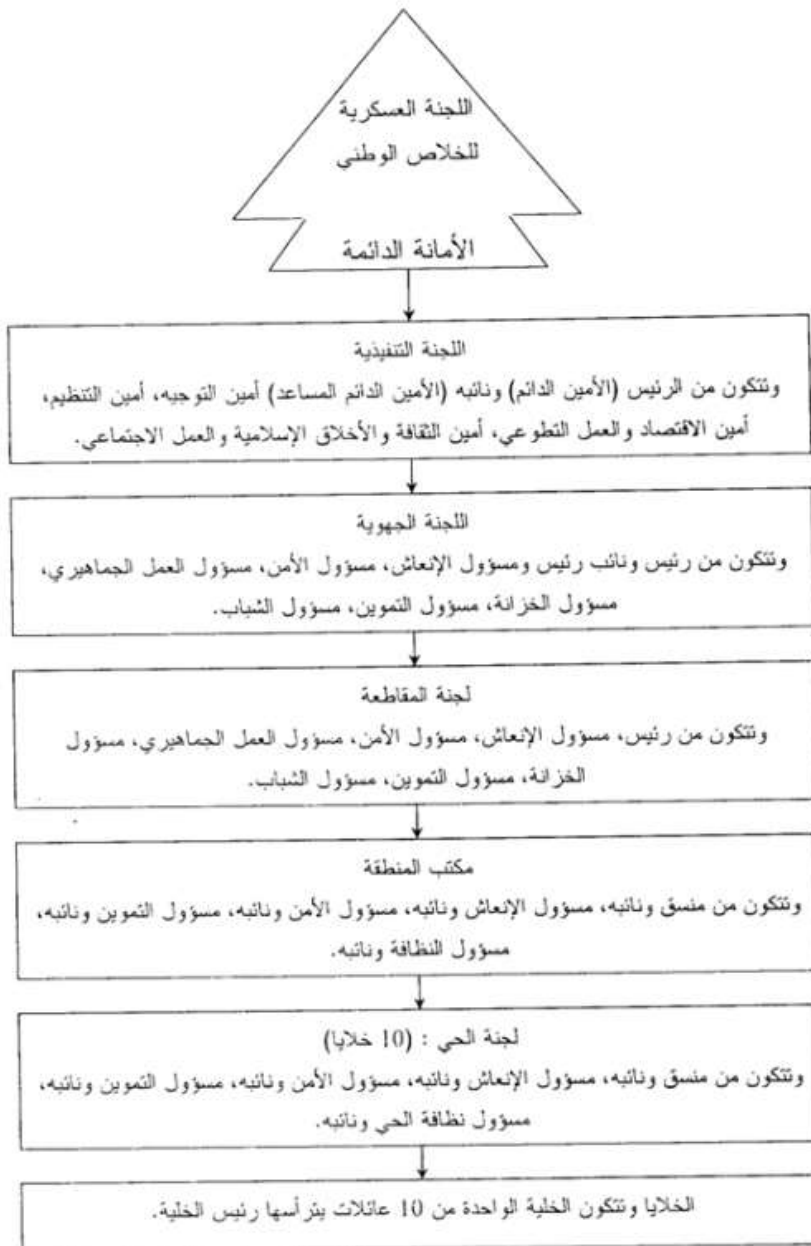 اللجنة العسكرية
للخلاص الوطني
الأمانة الدائمة
اللجنة التنفيذية
وتتكون من الرئيس (الأمين الدائم) ونائبه (الأمين الدائم المساعد) أمين التوجيه، أمين التنظيم،
أمين الاقتصاد والعمل التطوعي، أمين الثقافة والأخلاق الإسلامية والعمل الاجتماعي.
اللجنة الجهوية
وتتكون من رئيس ونائب رئيس ومسؤول الإنعاش، مسؤول الأمن، مسؤول العمل الجماهيري،
مسؤول الخزانة، مسؤول التموين، مسؤول الشباب.
لجنة المقاطعة
وتتكون من رئيس، مسؤول الإنعاش، مسؤول الأمن، مسؤول العمل الجماهيري، مسؤول
الخزانة، مسؤول التموين، مسؤول الشباب.
مكتب المنطقة
وتتكون من منسق ونائبه، مسؤول الإنعاش ونائبه، مسؤول الأمن ونائبه، مسؤول التموين ونائبه،
مسؤول النظافة ونائبه.
لجنة الحي : (10 خلايا)
وتتكون من منسق ونائبه، مسؤول الإنعاش ونائبه، مسؤول الأمن ونائبه، مسؤول التموين ونائبه،
مسؤول نظافة الحي ونائبه.
الخلايا وتتكون الخلية الواحدة من 10 عائلات يترأسها رئيس الخلية.